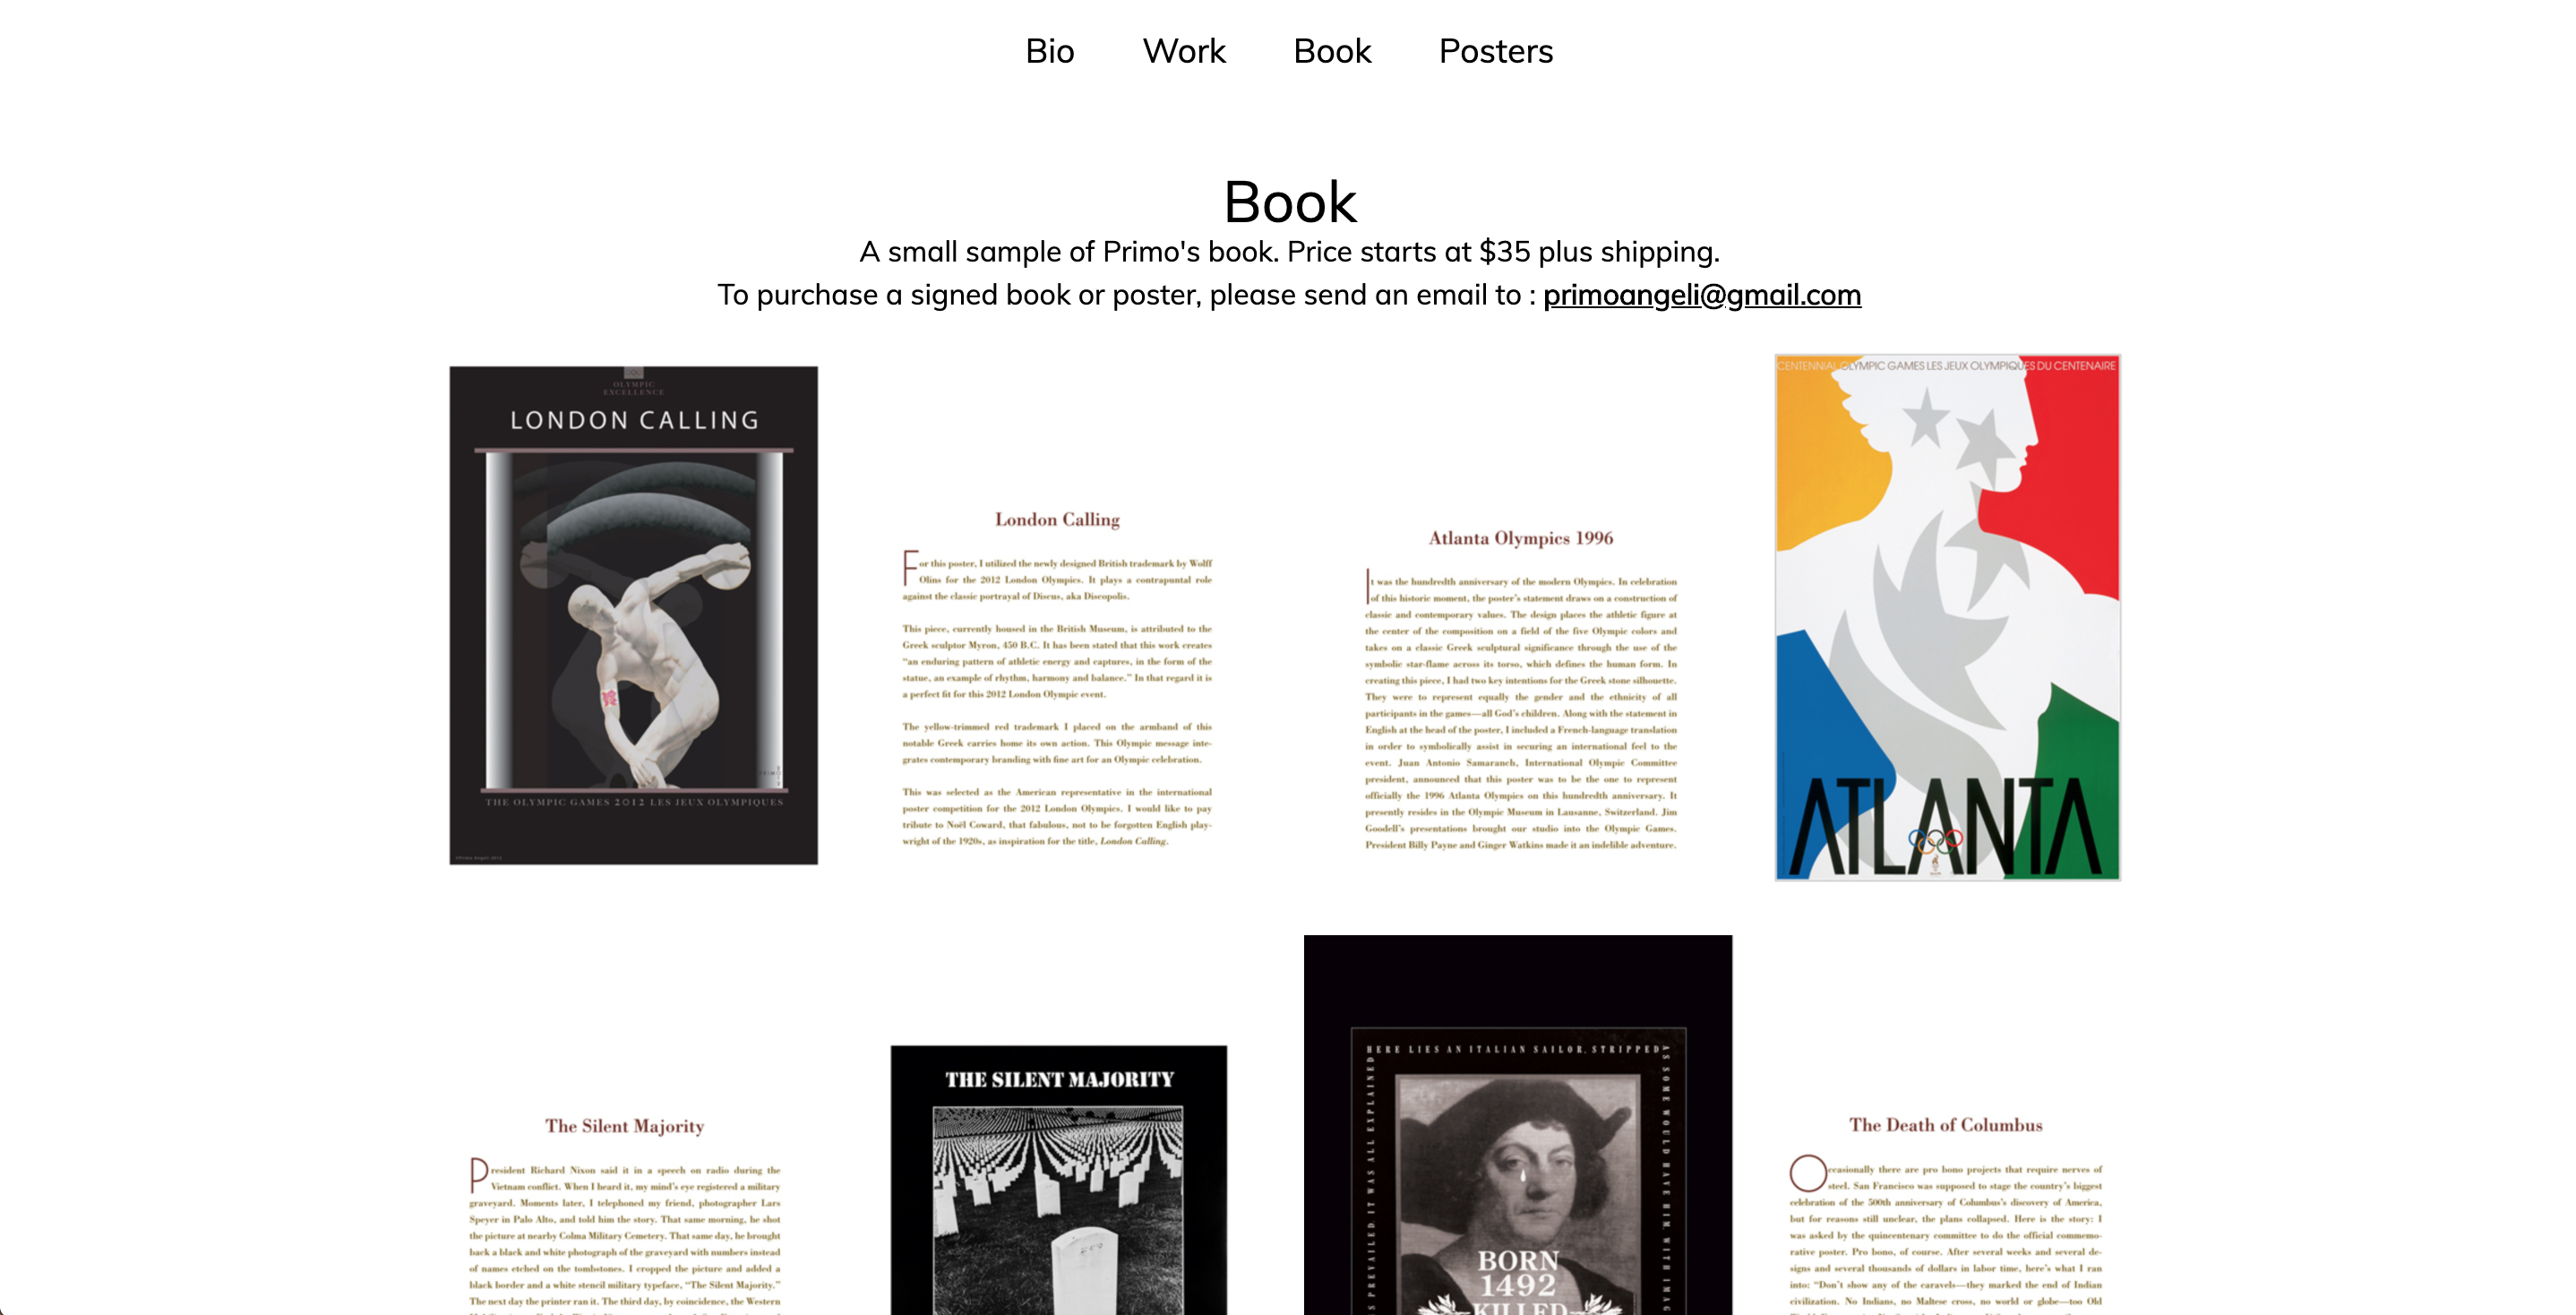 Bio Work Book Posters
Book
A small sample of Primo's book. Price starts at $35 plus shipping.
To purchase a signed book or poster, please send an email to : primoangeli@gmail.com
OLYMPIC
EXCELLENCE
LONDON CALLING
THE OLYMPIC GAMES 2012 LES JEUX OLYMPIQUES
London Calling
For this poster, I utilized the newly designed British trademark by Wolff
Olins for the 2012 London Olympics. It plays a contrapuntal role
against the classic portrayal of Discus, aka Discopolis.
This piece, currently housed in the British Museum, is attributed to the
Greek sculptor Myron, 450 B.C. It has been stated that this work creates
“an enduring pattern of athletic energy and captures, in the form of the
statue, an example of rhythm, harmony and balance.” In that regard it is
a perfect fit for this 2012 London Olympic event.
The yellow-trimmed red trademark I placed on the armband of this
notable Greek carries home its own action. This Olympic message inte-
grates contemporary branding with fine art for an Olympic celebration.
This was selected as the American representative in the international
poster competition for the 2012 London Olympics. I would like to pay
tribute to Noël Coward, that fabulous, not to be forgotten English play-
wright of the 1920s, as inspiration for the title, London Calling.
Atlanta Olympics 1996
It was the hundredth anniversary of the modern Olympics. In celebration
of this historic moment, the poster’s statement draws on a construction of
classic and contemporary values. The design places the athletic figure at
the center of the composition on a field of the five Olympic colors and
takes on a classic Greek sculptural significance through the use of the
symbolic star-flame across its torso, which defines the human form. In
creating this piece, I had two key intentions for the Greek stone silhouette.
They were to represent equally the gender and the ethnicity of all
participants in the games—all God’s children. Along with the statement in
English at the head of the poster, I included a French-language translation
in order to symbolically assist in securing an international feel to the
event. Juan Antonio Samaranch, International Olympic Committee
president, announced that this poster was to be the one to represent
officially the 1996 Atlanta Olympics on this hundredth anniversary. It
presently resides in the Olympic Museum in Lausanne, Switzerland. Jim
Goodell’s presentations brought our studio into the Olympic Games.
President Billy Payne and Ginger Watkins made it an indelible adventure.
CENTENNIAL OLYMPIC GAMES LES JEUX OLYMPIQUES DU CENTENAIRE
ATLANTA
The Silent Majority
President Richard Nixon said it in a speech on radio during the
Vietnam conflict. When I heard it, my mind’s eye registered a military
graveyard. Moments later, I telephoned my friend, photographer Lars
Speyer in Palo Alto, and told him the story. That same morning, he shot
the picture at nearby Colma Military Cemetery. That same day, he brought
back a black and white photograph of the graveyard with numbers instead
of names etched on the tombstones. I cropped the picture and added a
black border and a white stencil military typeface, “The Silent Majority.”
The next day the printer ran it. The third day, by coincidence, the Western
THE SILENT MAJORITY
HERE LIES AN ITALIAN SAILOR, STRIPPED
AS SOME WOULD HAVE HIM, WITH IMAG
S PREVAILED. IT WAS ALL EXPLAINED
BORN
1492
KILLED
The Death of Columbus
Occasionally there are pro bono projects that require nerves of
steel. San Francisco was supposed to stage the country’s biggest
celebration of the 500th anniversary of Columbus’s discovery of America,
but for reasons still unclear, the plans collapsed. Here is the story: I
was asked by the quincentenary committee to do the official commemo-
rative poster. Pro bono, of course. After several weeks and several de-
signs and several thousands of dollars in labor time, here’s what I ran
into: “Don’t show any of the caravels—they marked the end of Indian
civilization. No Indians, no Maltese cross, no world or globe—too Old